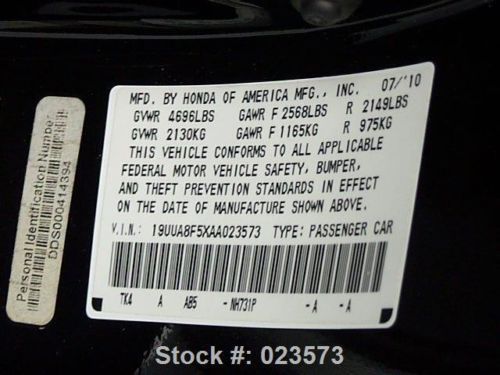 MFD. BY HONDA OF AMERICA MFG., INC. 07/'10
GVWR 4696LBS GAWR F 2568LBS R 2149LBS
GVWR 2130KG GAWR F 1165KG R 975KG
THIS VEHICLE CONFORMS TO ALL APPLICABLE
FEDERAL MOTOR VEHICLE SAFETY, BUMPER,
AND THEFT PREVENTION STANDARDS IN EFFECT
ON THE DATE OF MANUFACTURE SHOWN ABOVE.
V.I.N.: 19UUA8F5XAA023573 TYPE: PASSENGER CAR
TK4 A AB5 - NH731P - A - A
Personal Identification Number
DDS000414394
Stock #: 023573